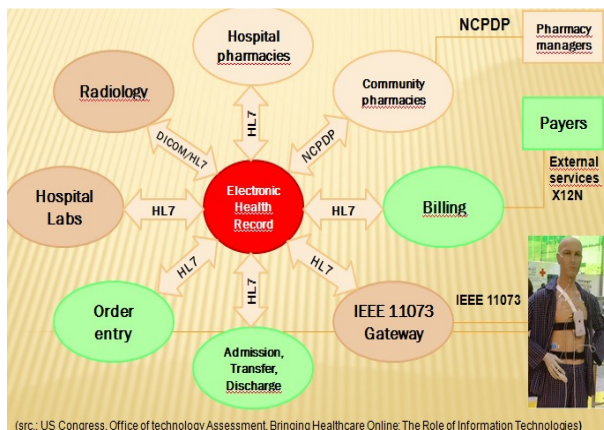 NCPDP
Hospital
pharmacies
Pharmacy
managers
Radiology
Community
pharmacies
HL7
DICOM/HL7
NCPDP
Payers
Electronic
Health
Record
External
services
X12N
Hospital
Labs
HL7
HL7
Billing
HL7
HL7
HL7
IEEE 11073
Order
entry
IEEE 11073
Gateway
Admission,
Transfer,
Discharge
(src.: US Congress, Office of technology Assessment, Bringing Healthcare Online: The Role of Information Technologies)